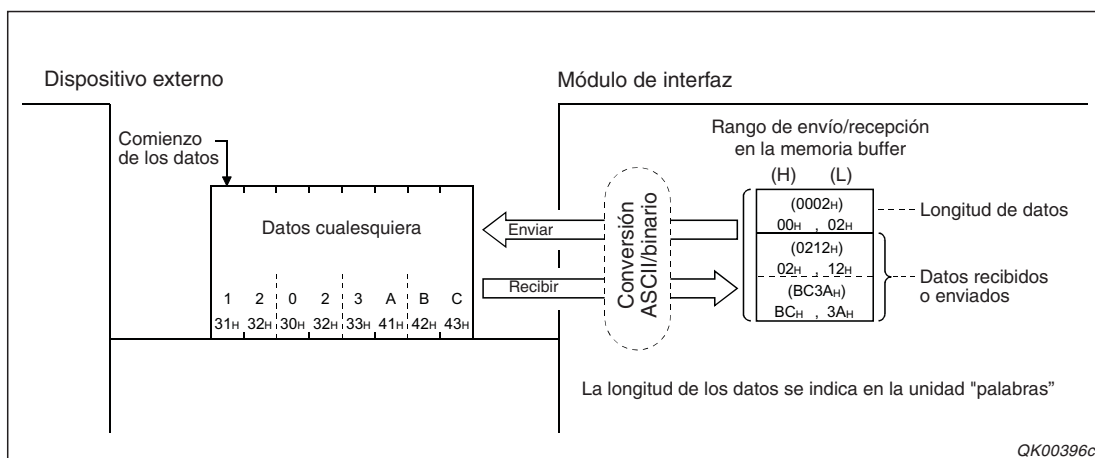 Dispositivo externo
Módulo de interfaz
Comienzo
de los datos
Rango de envío/recepción
en la memoria buffer
(H) (L)
Datos cualesquiera
Enviar
Recibir
Conversión
ASCII/binario
(0002H)
00H , 02H
Longitud de datos
(0212H)
02H , 12H
(BC3AH)
BCH , 3AH
Datos recibidos
o enviados
1 2 0 2 3 A B C
31H 32H 30H 32H 33H 41H 42H 43H
La longitud de los datos se indica en la unidad "palabras”
QK00396c